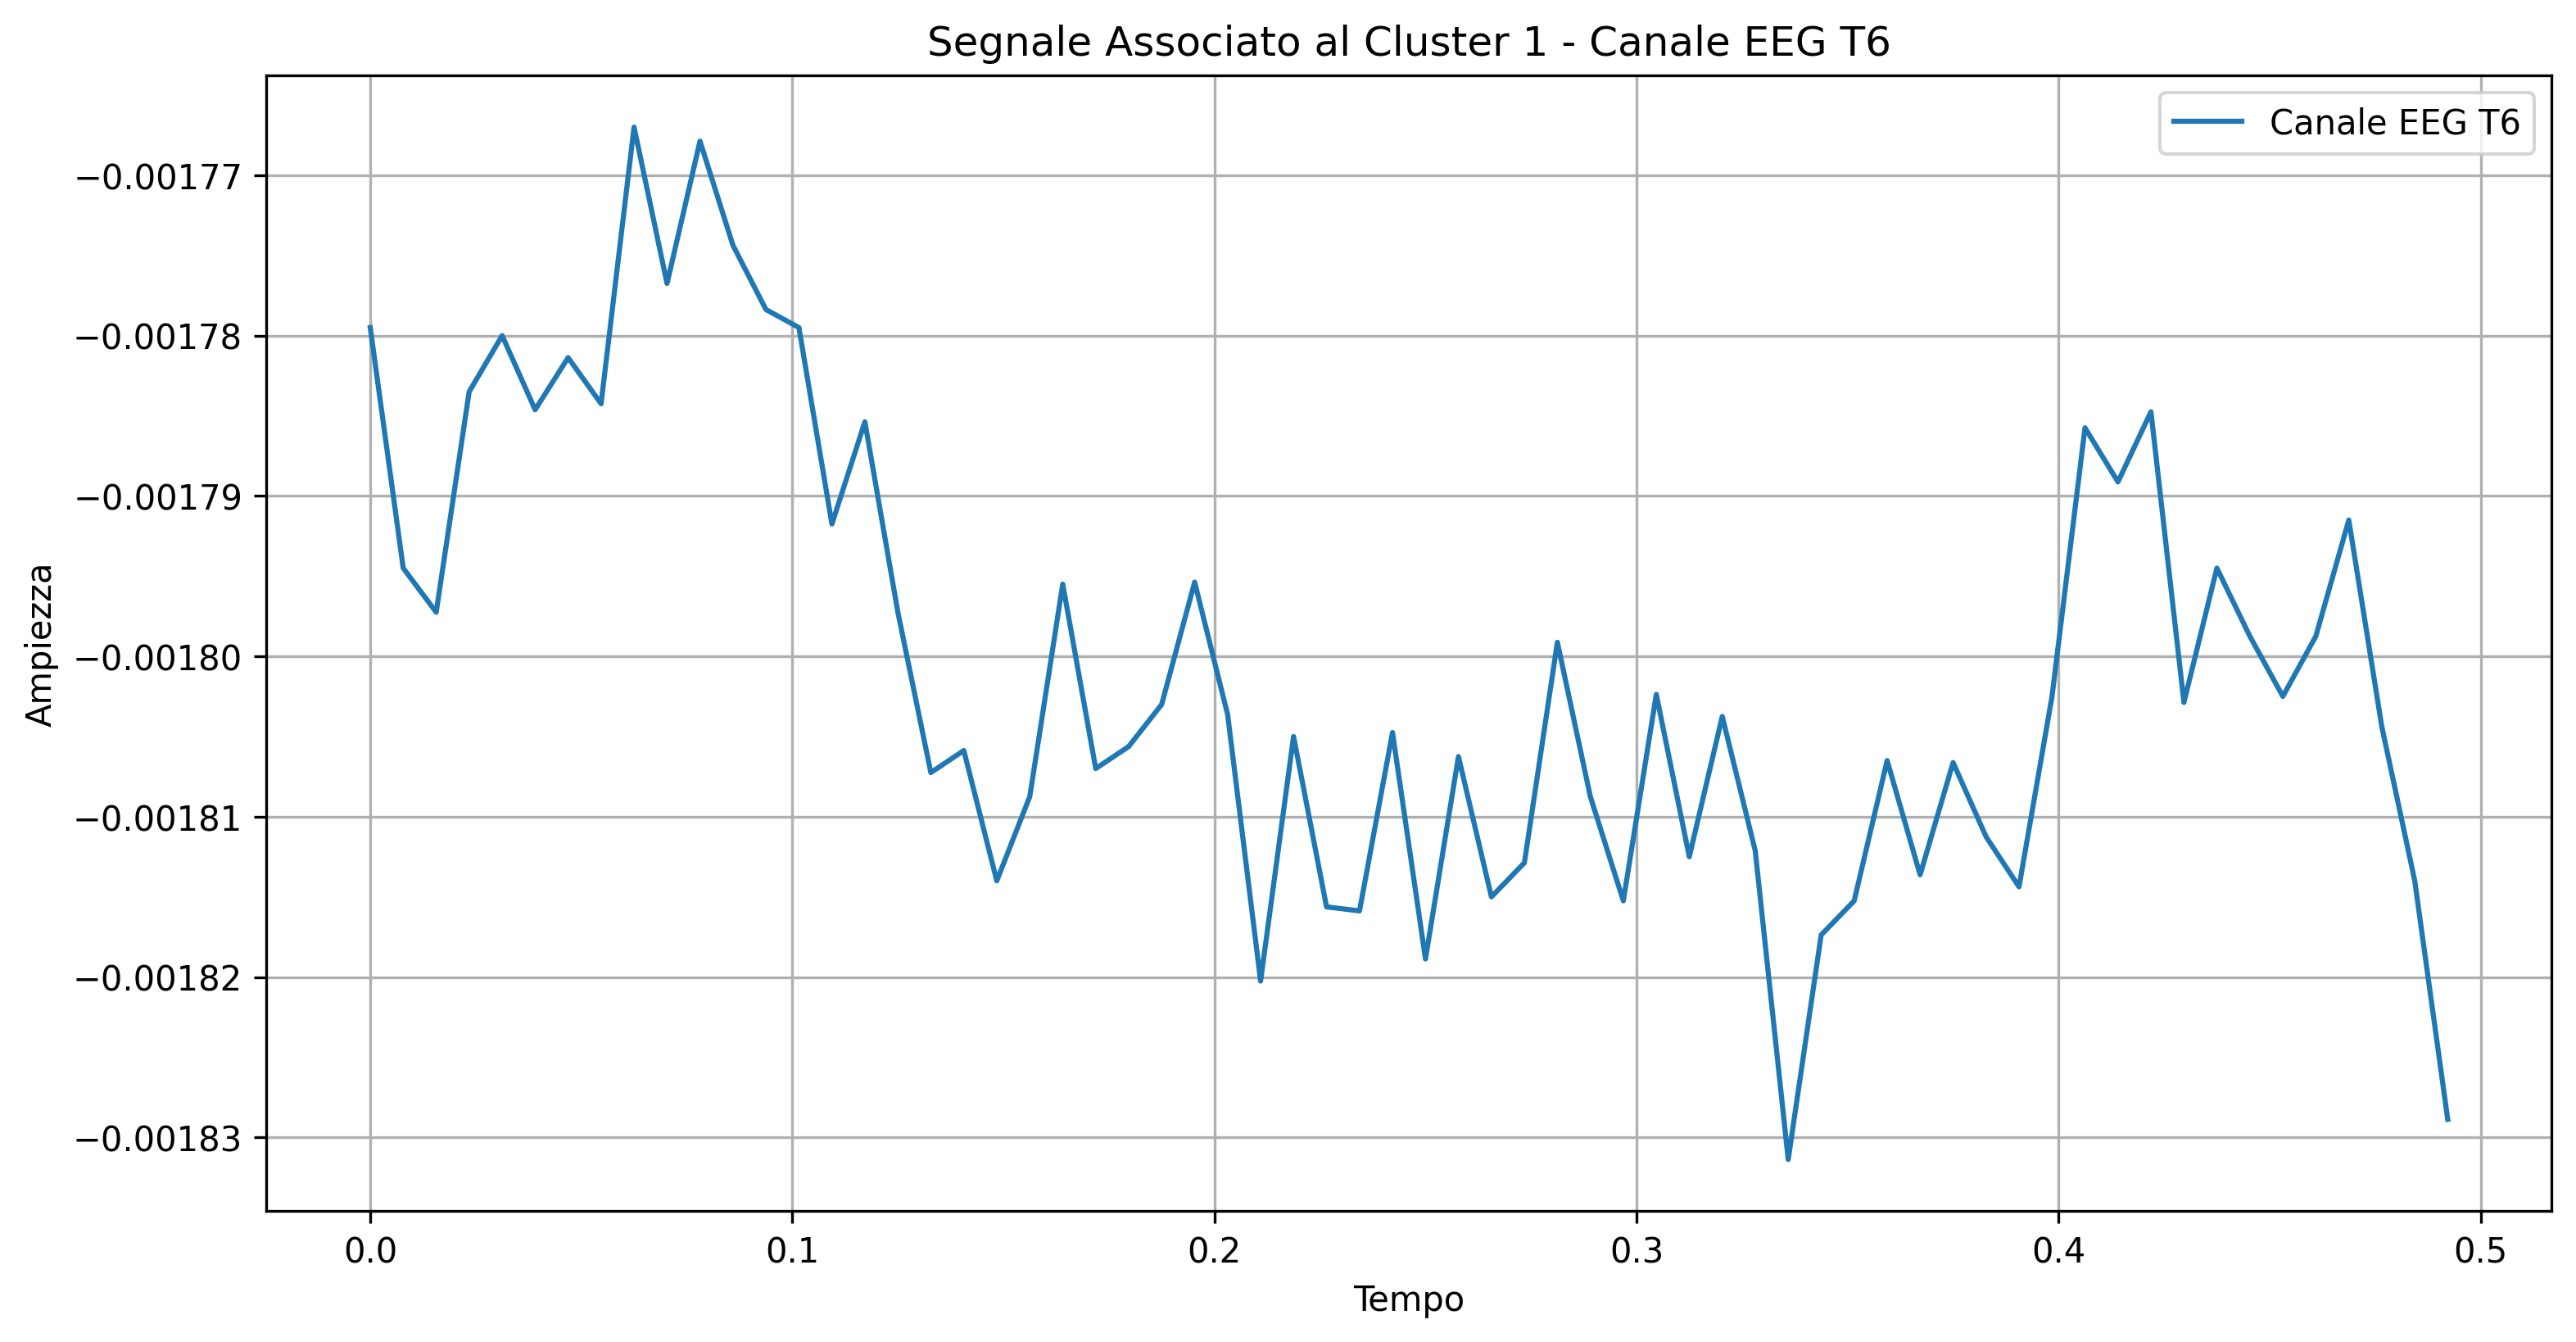 Segnale Associato al Cluster 1 - Canale EEG T6
Canale EEG T6
−0.00177
−0.00178
−0.00179
−0.00180
−0.00181
−0.00182
−0.00183
Ampiezza
0.0 0.1 0.2 0.3 0.4 0.5
Tempo